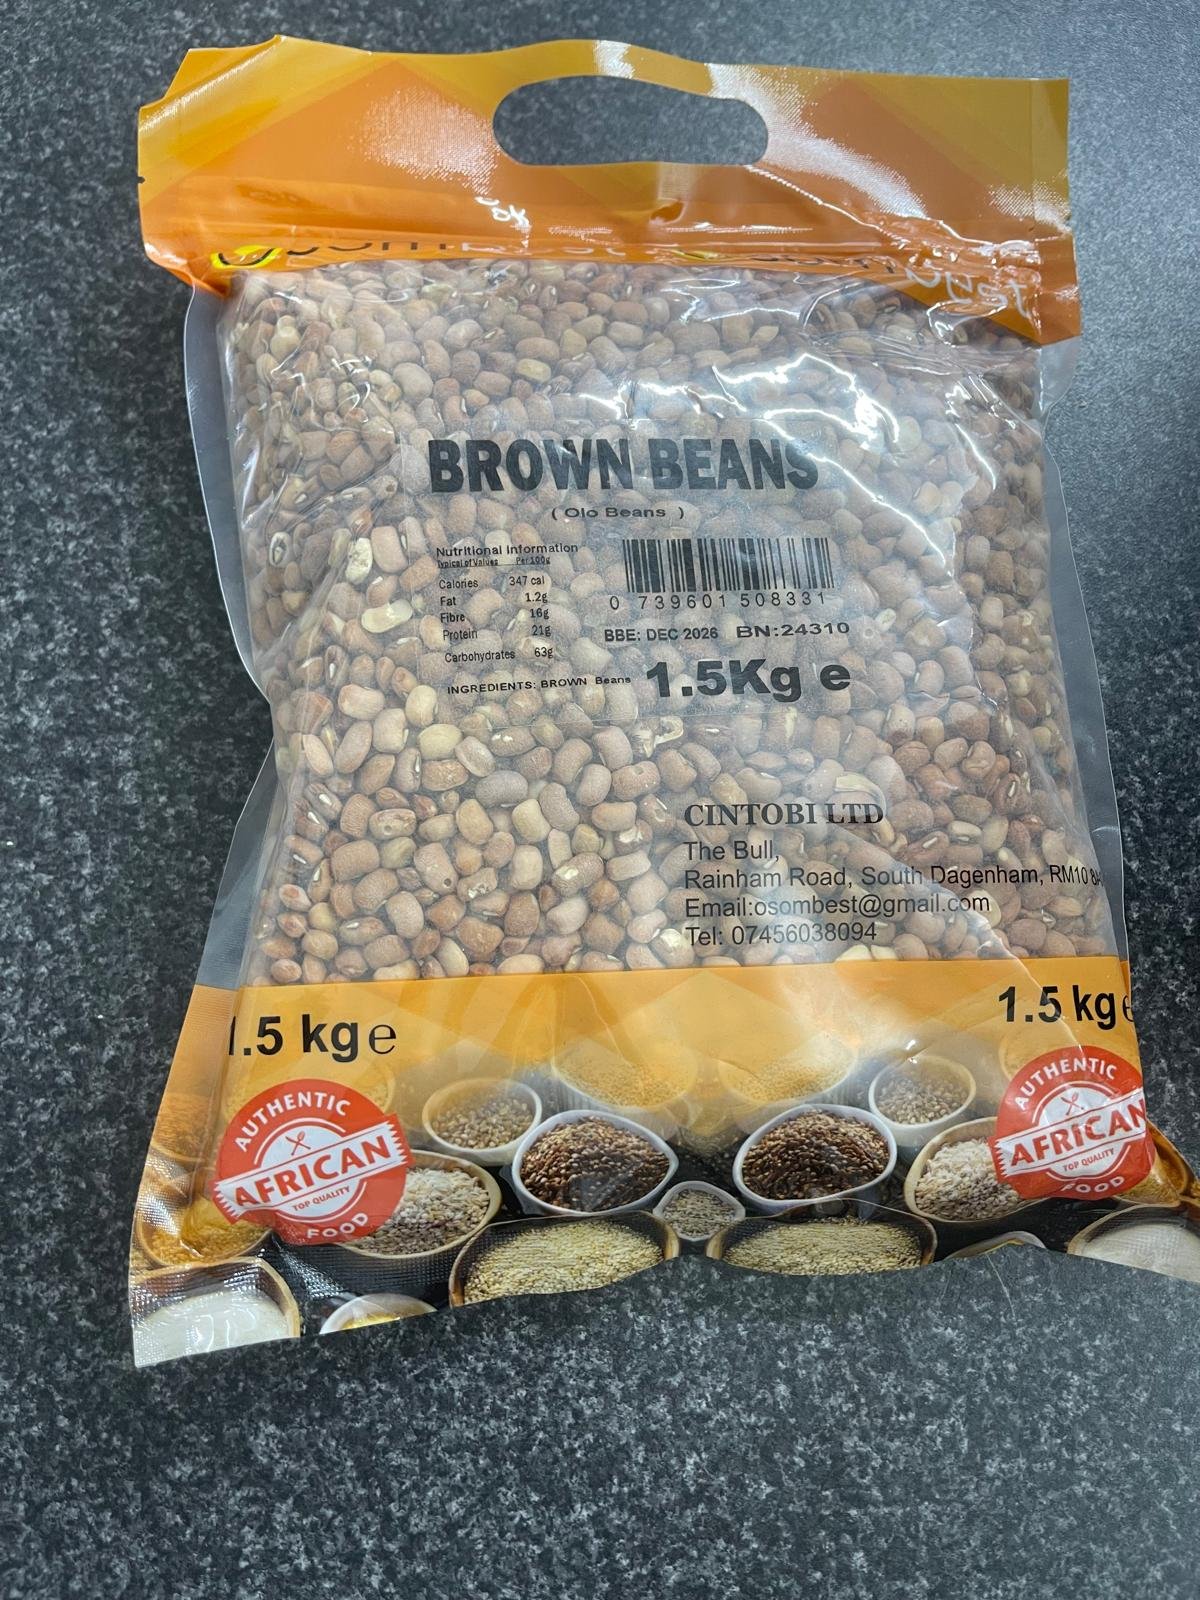 BROWN BEANS
( Olo Beans )
Nutritional Information
Typical of Values Per 100g
Calories 347 cal
Fat 1.2g
Fibre 16g
Protein 21g
Carbohydrates 63g
INGREDIENTS: BROWN Beans
0 739601 508331
BBE: DEC 2026 BN:24310
1.5Kg e
CINTOBI LTD
The Bull,
Rainham Road, South Dagenham, RM10
Email:osombest@gmail.com
Tel: 07456038094
1.5 kg e
1.5 kg e
AUTHENTIC
AFRICAN
TOP QUALITY
FOOD
AUTHENTIC
AFRICAN
TOP QUALITY
FOOD